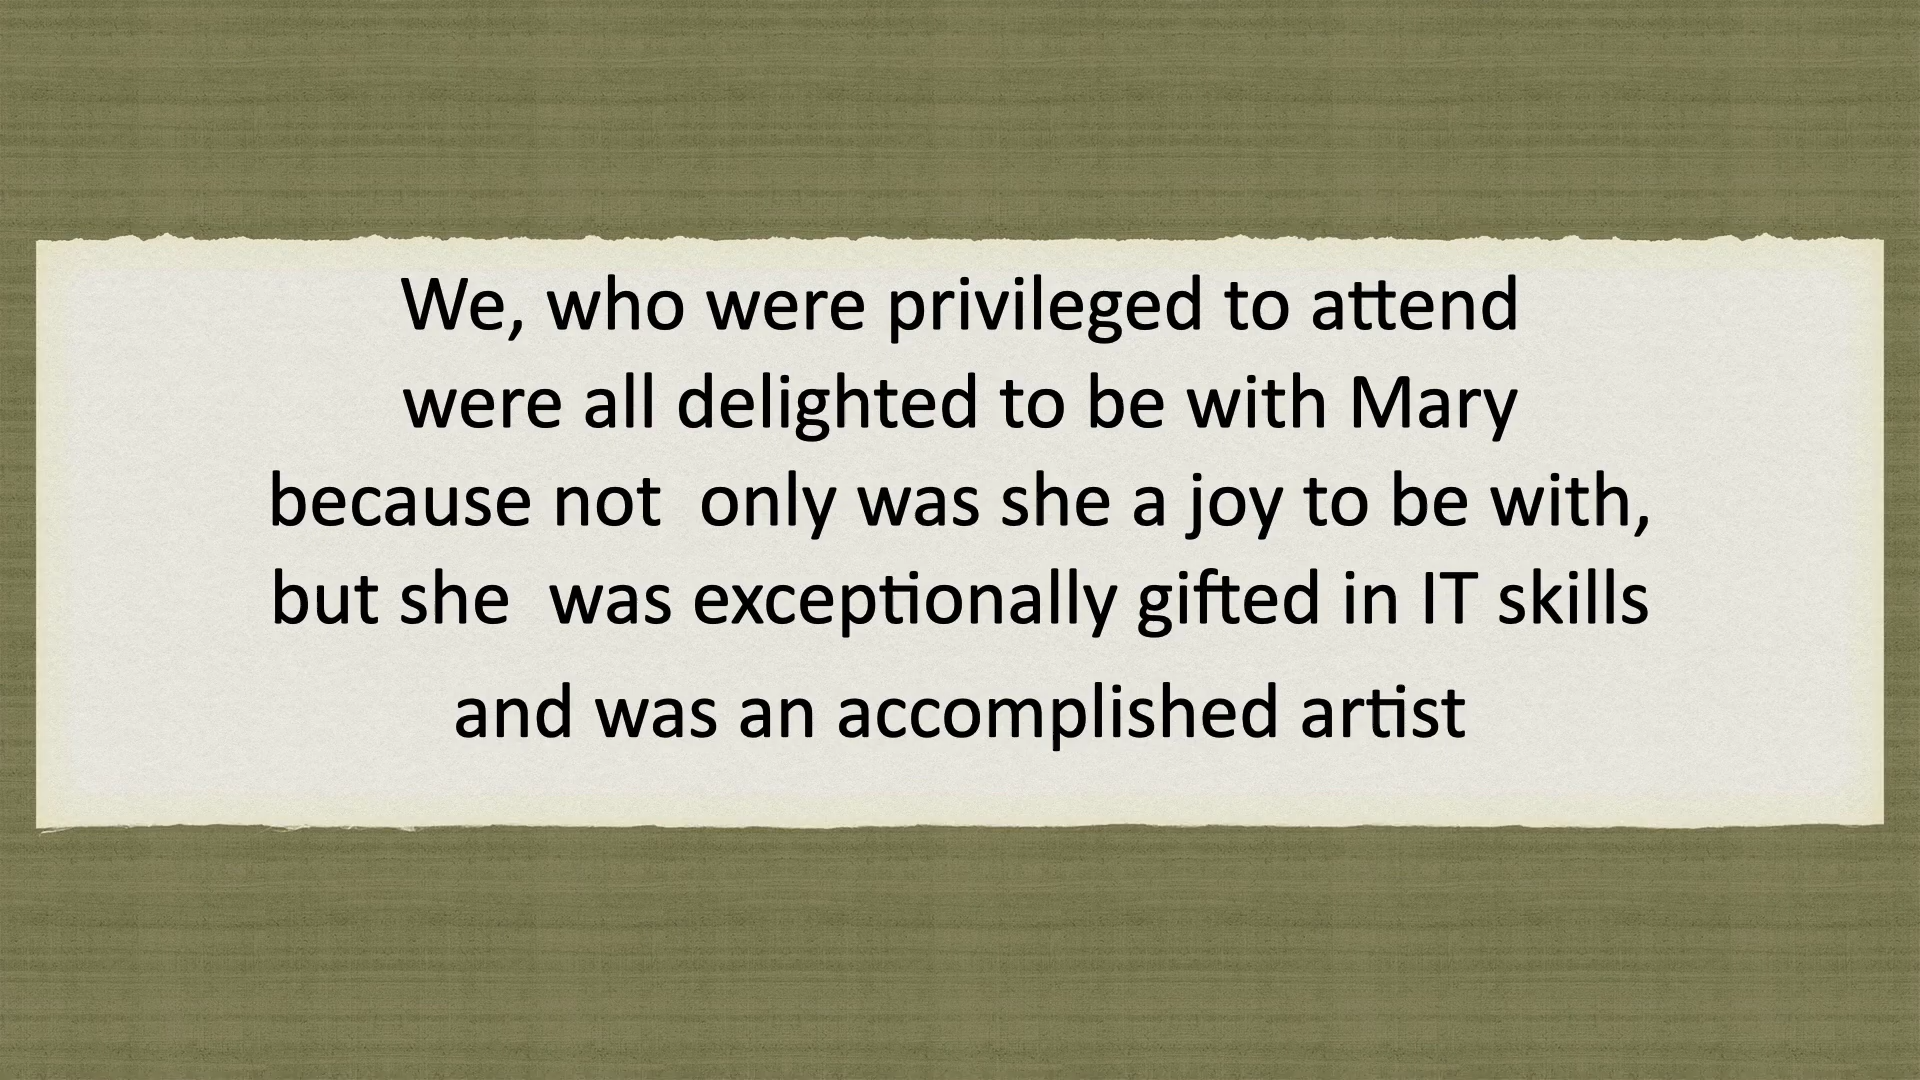 We, who were privileged to attend
were all delighted to be with Mary
because not  only was she a joy to be with,
but she  was exceptionally gifted in IT skills
and was an accomplished artist